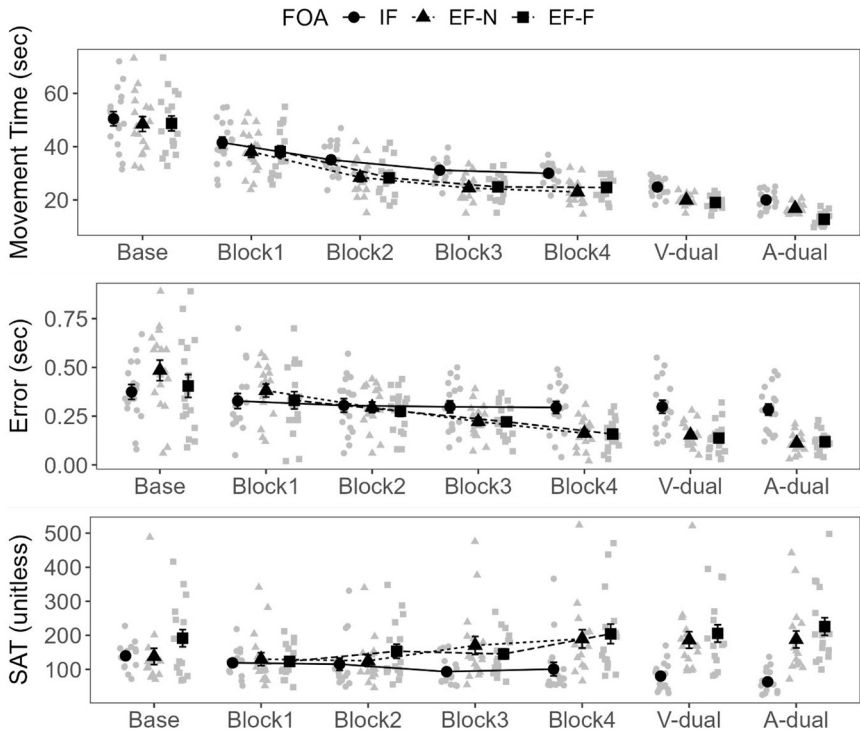 FOA IF EF-N EF-F
Movement Time (sec)
60
40
20
Base Block1 Block2 Block3 Block4 V-dual A-dual
Error (sec)
0.75
0.50
0.25
0.00
Base Block1 Block2 Block3 Block4 V-dual A-dual
SAT (unitless)
500
400
300
200
100
Base Block1 Block2 Block3 Block4 V-dual A-dual